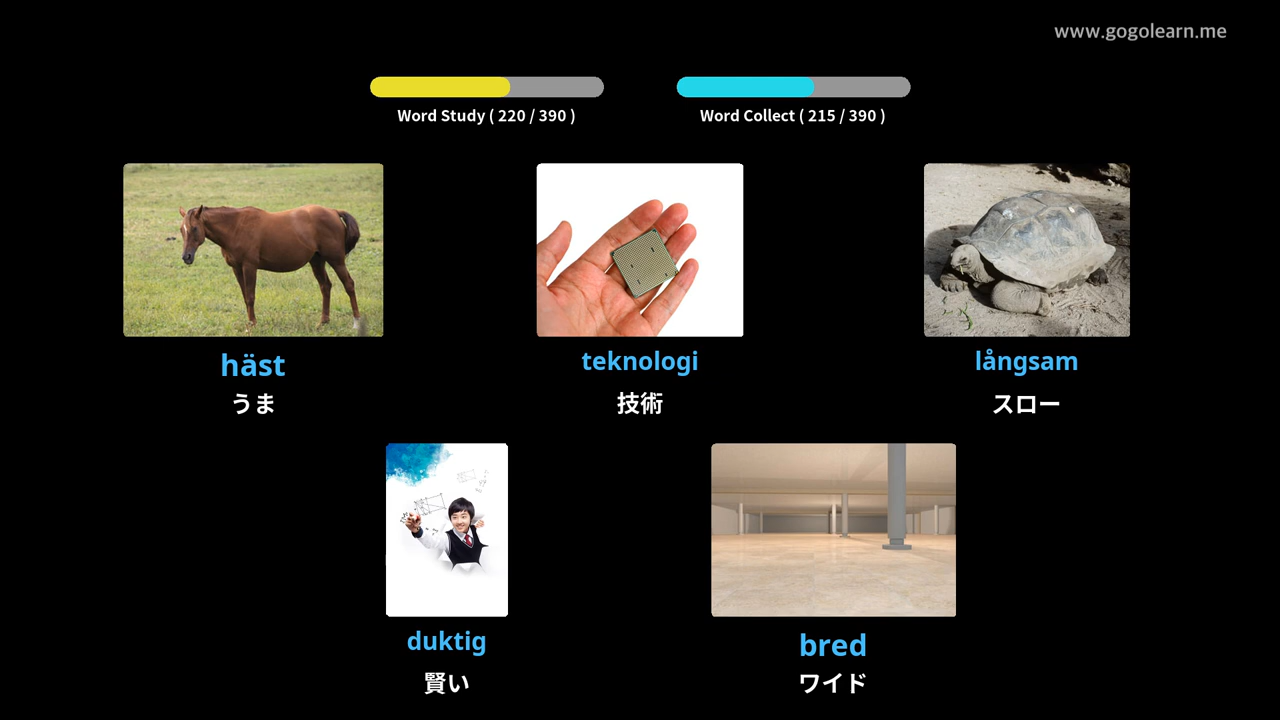 www.gogolearn.me
Word Study ( 220 / 390 )
Word Collect ( 215 / 390 )
häst
うま
teknologi
技術
långsam
スロー
duktig
賢い
bred
ワイド